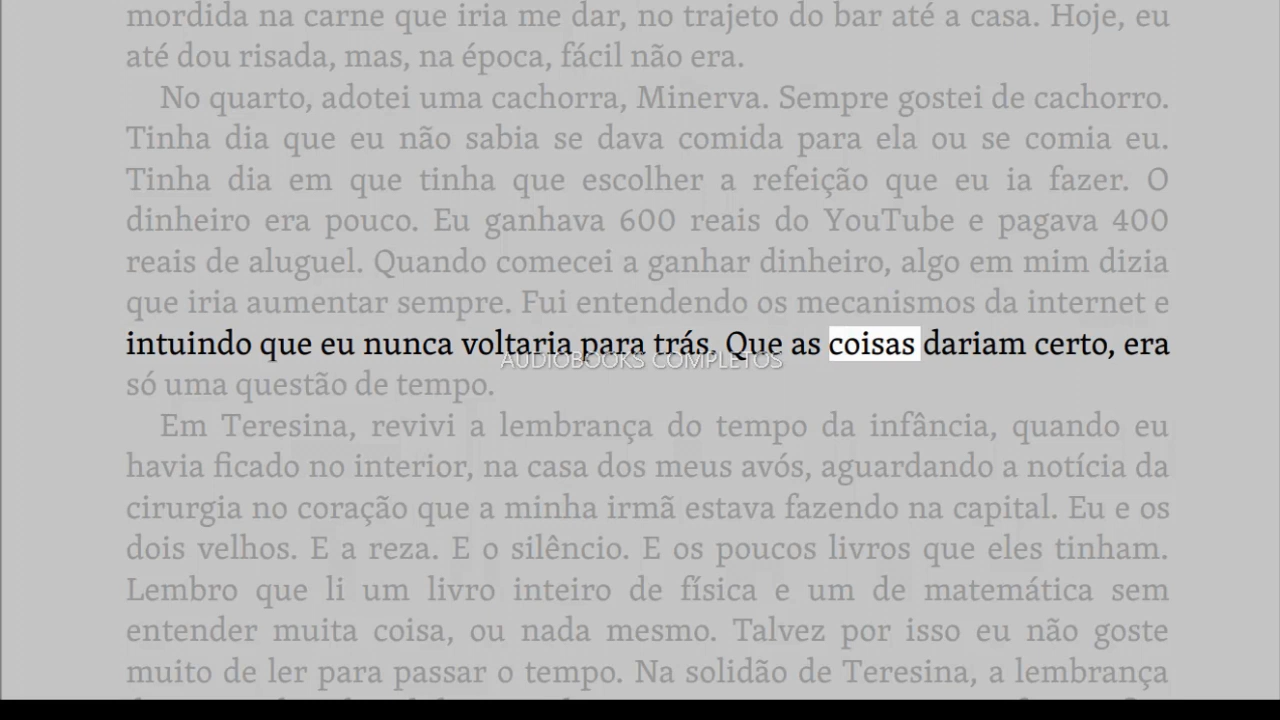 mordida na carne que iria me dar, no trajeto do bar até a casa. Hoje, eu
até dou risada, mas, na época, fácil não era.
No quarto, adotei uma cachorra, Minerva. Sempre gostei de cachorro.
Tinha dia que eu não sabia se dava comida para ela ou se comia eu.
Tinha dia em que tinha que escolher a refeição que eu ia fazer. O
dinheiro era pouco. Eu ganhava 600 reais do YouTube e pagava 400
reais de aluguel. Quando comecei a ganhar dinheiro, algo em mim dizia
que iria aumentar sempre. Fui entendendo os mecanismos da internet e
intuindo que eu nunca voltaria para trás. Que as coisas dariam certo, era
AUDIOBOOKS COMPLETOS
só uma questão de tempo.
Em Teresina, revivi a lembrança do tempo da infância, quando eu
havia ficado no interior, na casa dos meus avós, aguardando a notícia da
cirurgia no coração que a minha irmã estava fazendo na capital. Eu e os
dois velhos. E a reza. E o silêncio. E os poucos livros que eles tinham.
Lembro que li um livro inteiro de física e um de matemática sem
entender muita coisa, ou nada mesmo. Talvez por isso eu não goste
muito de ler para passar o tempo. Na solidão de Teresina, a lembrança